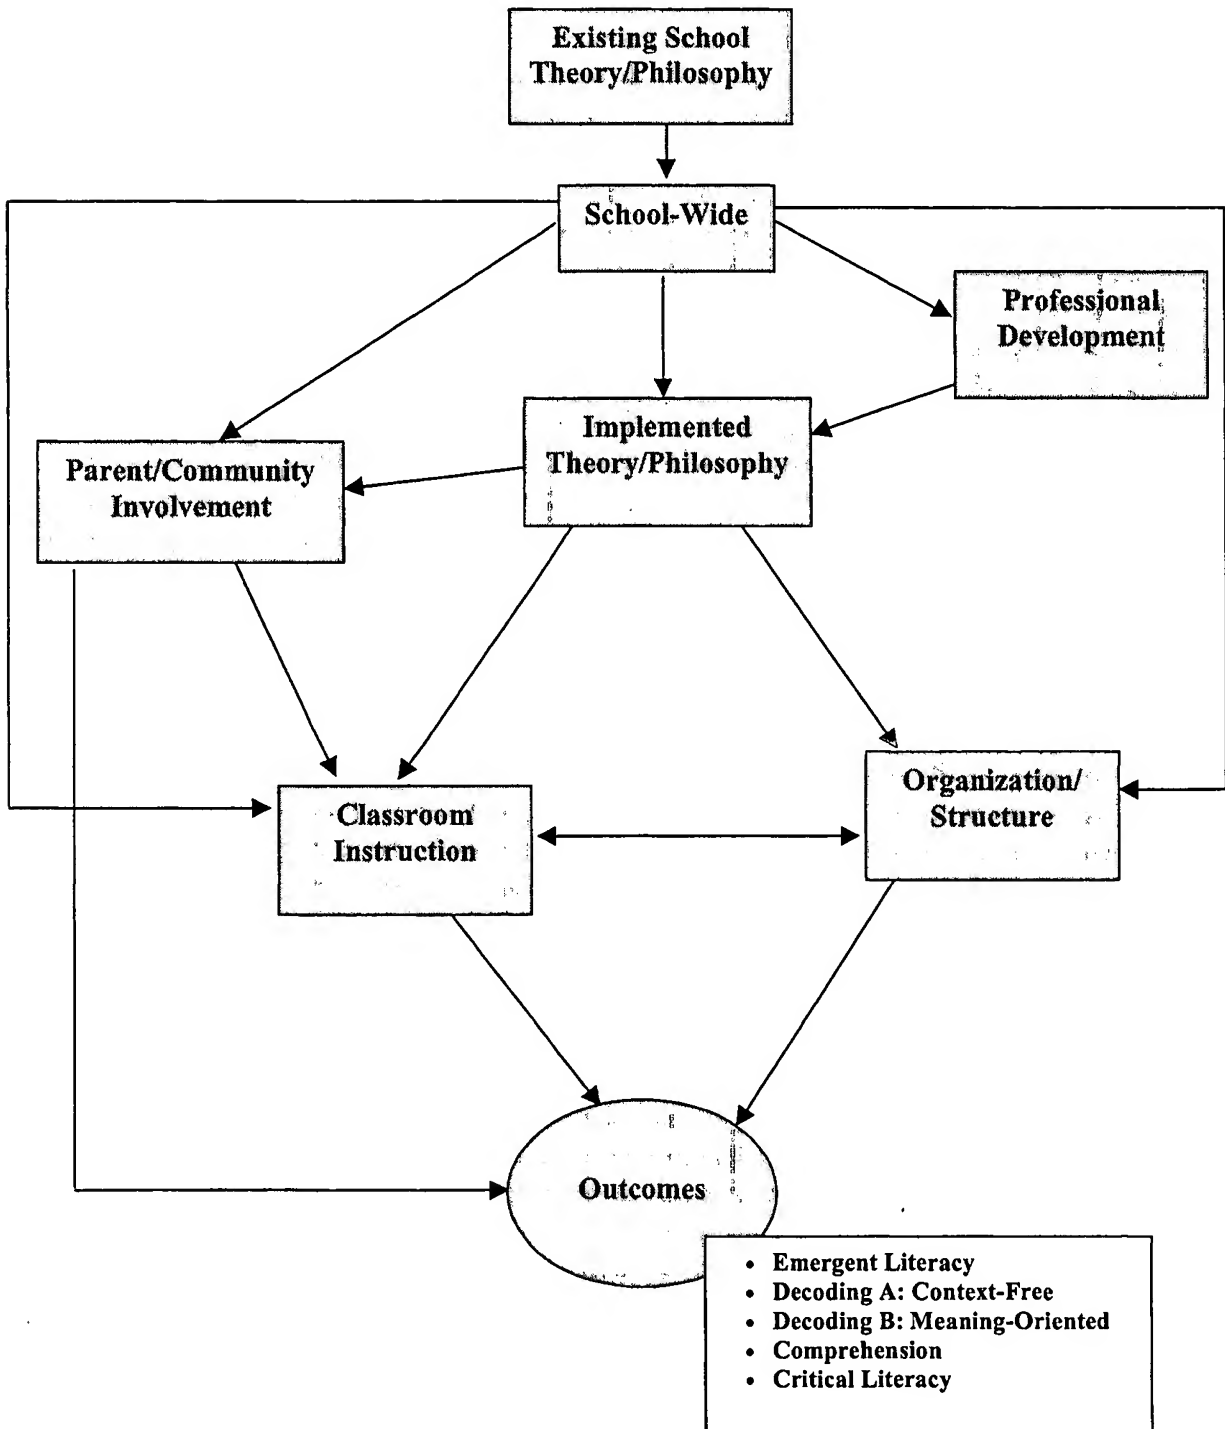 Existing School
Theory/Philosophy
School-Wide
Professional
Development
Implemented
Theory/Philosophy
Parent/Community
Involvement
Organization/
Structure
Classroom
Instruction
Outcomes
• Emergent Literacy
• Decoding A: Context-Free
• Decoding B: Meaning-Oriented
• Comprehension
• Critical Literacy